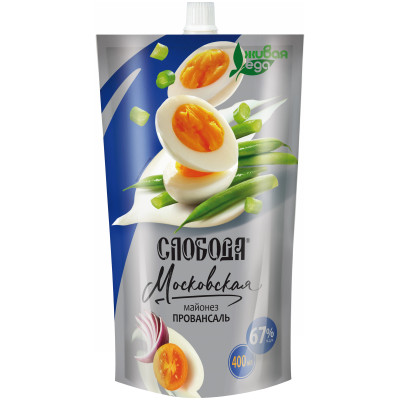 живая
еда
СЛОБОДА®
Московская
майонез
ПРОВАНСАЛЬ
67%
400